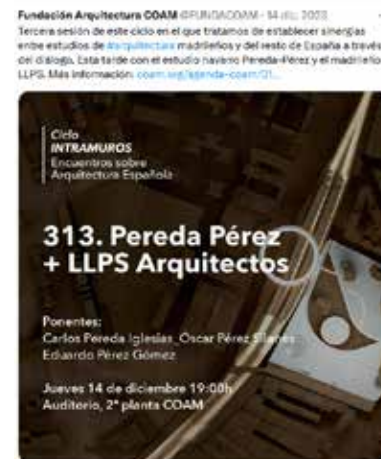 Fundación Arquitectura COAM @FUNDACOAM · 14 dic. 2023
Tercera sesión de este ciclo en el que tratamos de establecer sinergias
entre estudios de #arquitectura madrileños y del resto de España a través
del diálogo. Esta tarde con el estudio navarro Pereda-Pérez y el madrileño
LLPS. Más información: coam.org/agenda-coam/01...
Ciclo
INTRAMUROS
Encuentros sobre
Arquitectura Española
313. Pereda Pérez
+ LLPS Arquitectos
Ponentes:
Carlos Pereda Iglesias_Óscar Pérez Silanes
Eduardo Pérez Gómez
Jueves 14 de diciembre 19:00h
Auditorio, 2ª planta COAM